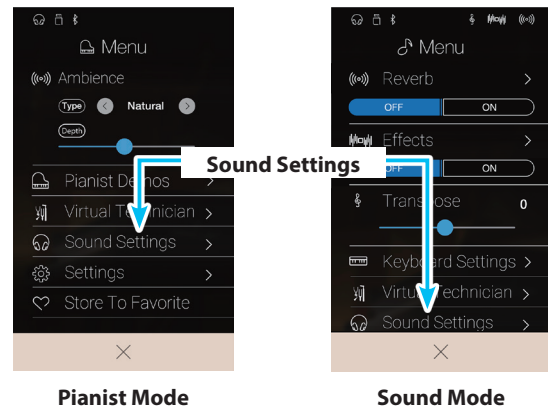 Menu
Ambience
Type Natural
Depth
Pianist Demos
Virtual Technician
Sound Settings
Settings
Store To Favorite
Pianist Mode
Sound Settings
Menu
Reverb
OFF ON
Effects
OFF ON
Transpose 0
Keyboard Settings
Virtual Technician
Sound Settings
Sound Mode